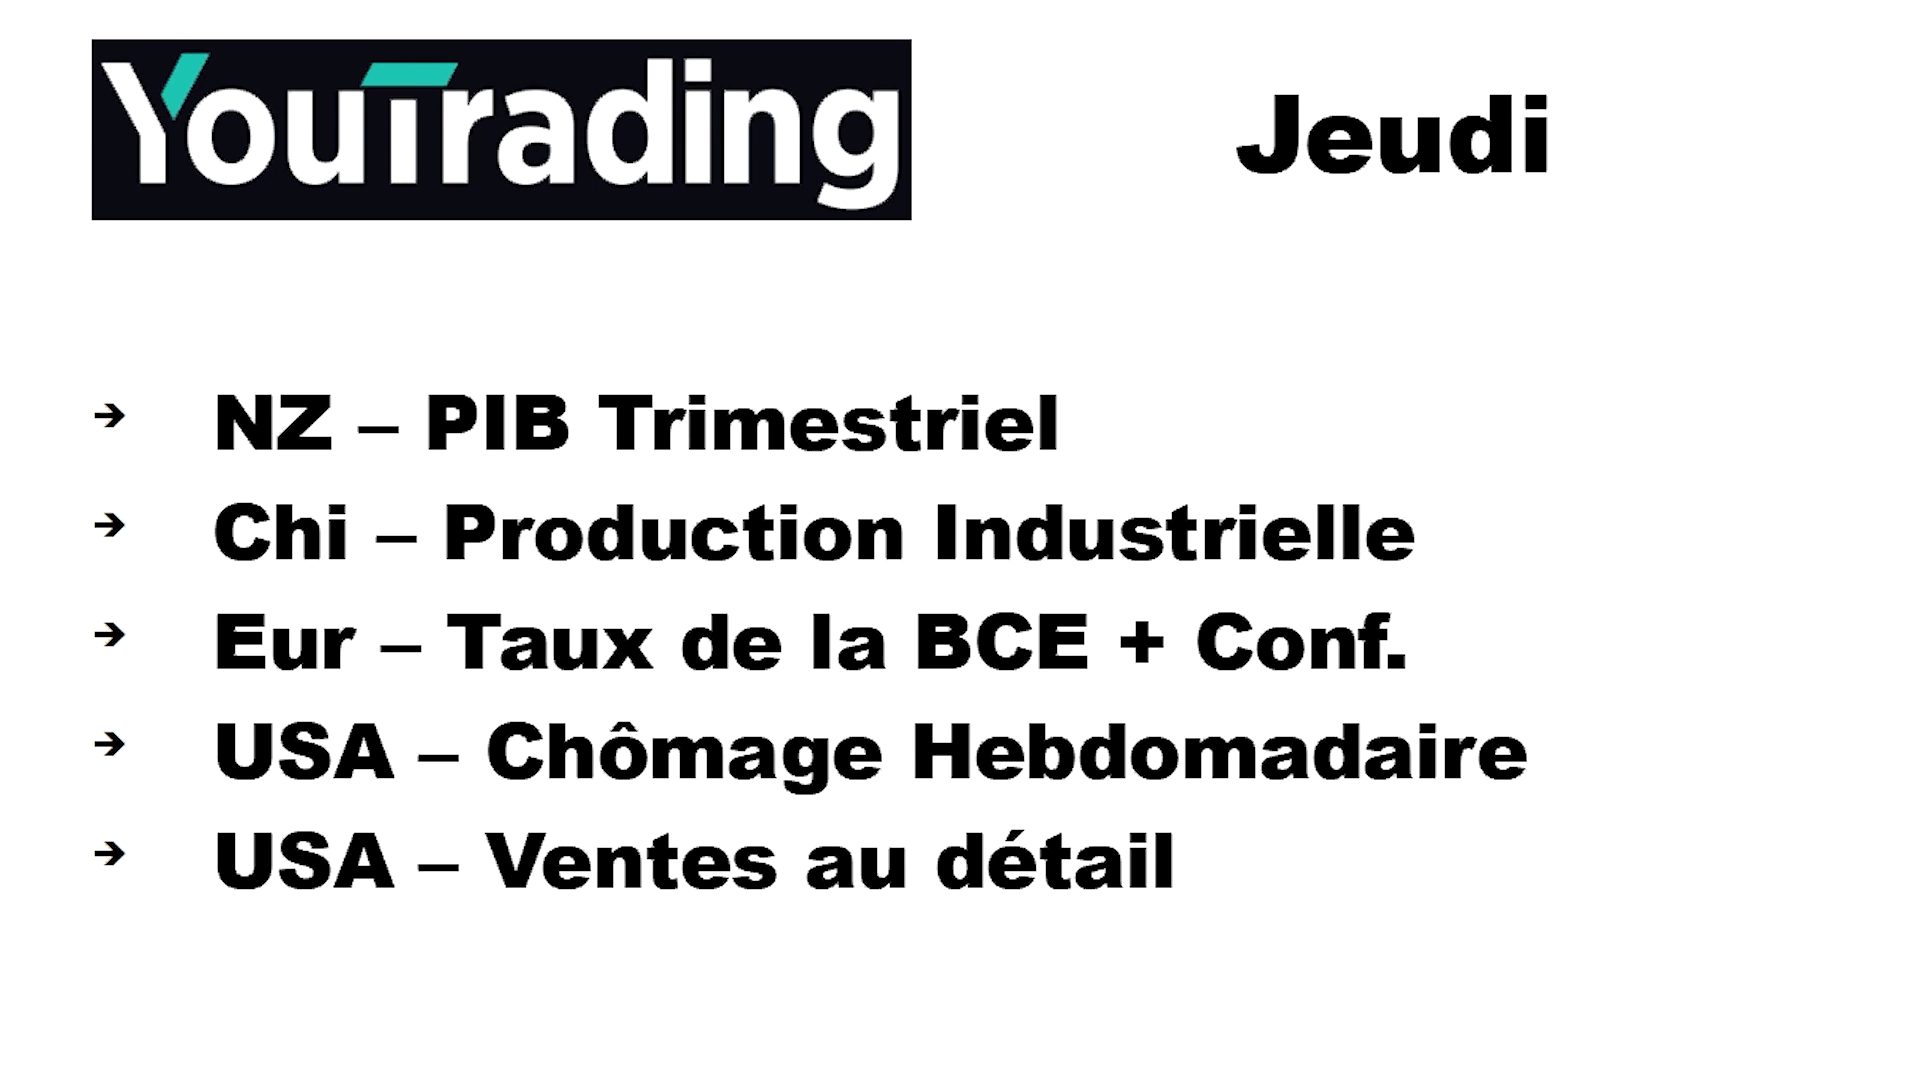 YouTrading
Jeudi
➔ NZ – PIB Trimestriel
➔ Chi – Production Industrielle
➔ Eur – Taux de la BCE + Conf.
➔ USA – Chômage Hebdomadaire
➔ USA – Ventes au détail